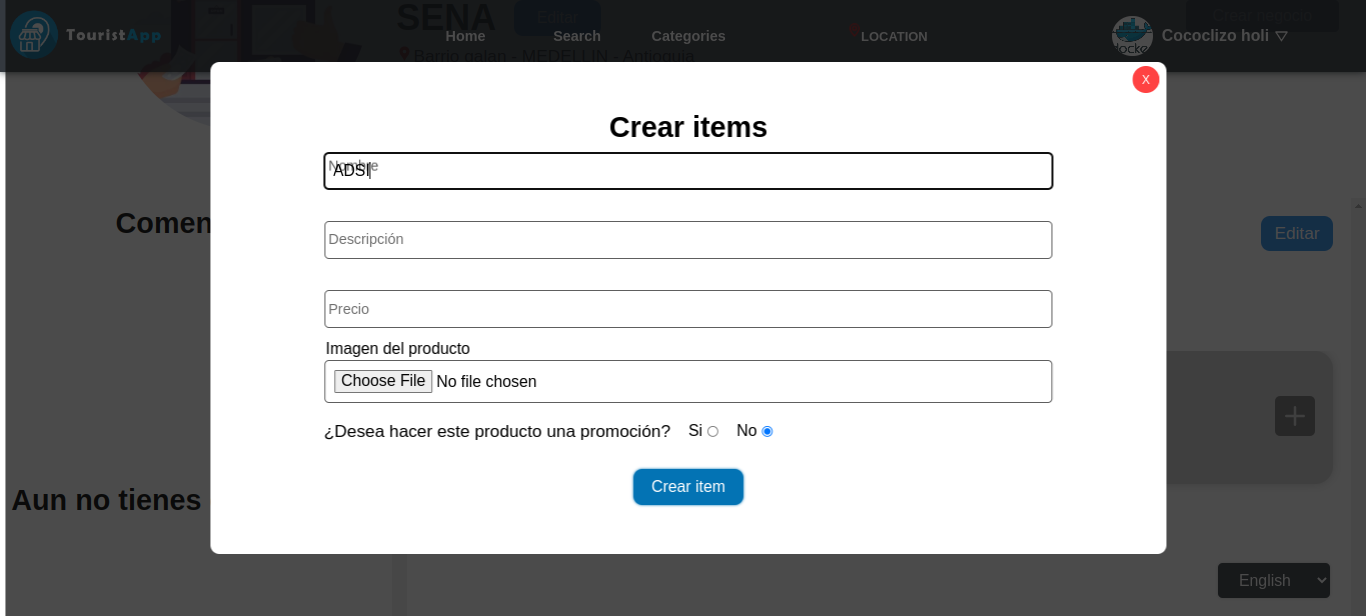 SENA
Editar
Crear negocio
TouristApp
Home
Search
Categories
LOCATION
Cococlizo holi
Barrio galan - MEDELLIN - Antioquia
X
Crear items
Nombre
ADSI
Comen
Editar
Descripción
Precio
Imagen del producto
Choose File No file chosen
¿Desea hacer este producto una promoción? Si No
Crear item
Aun no tienes
English